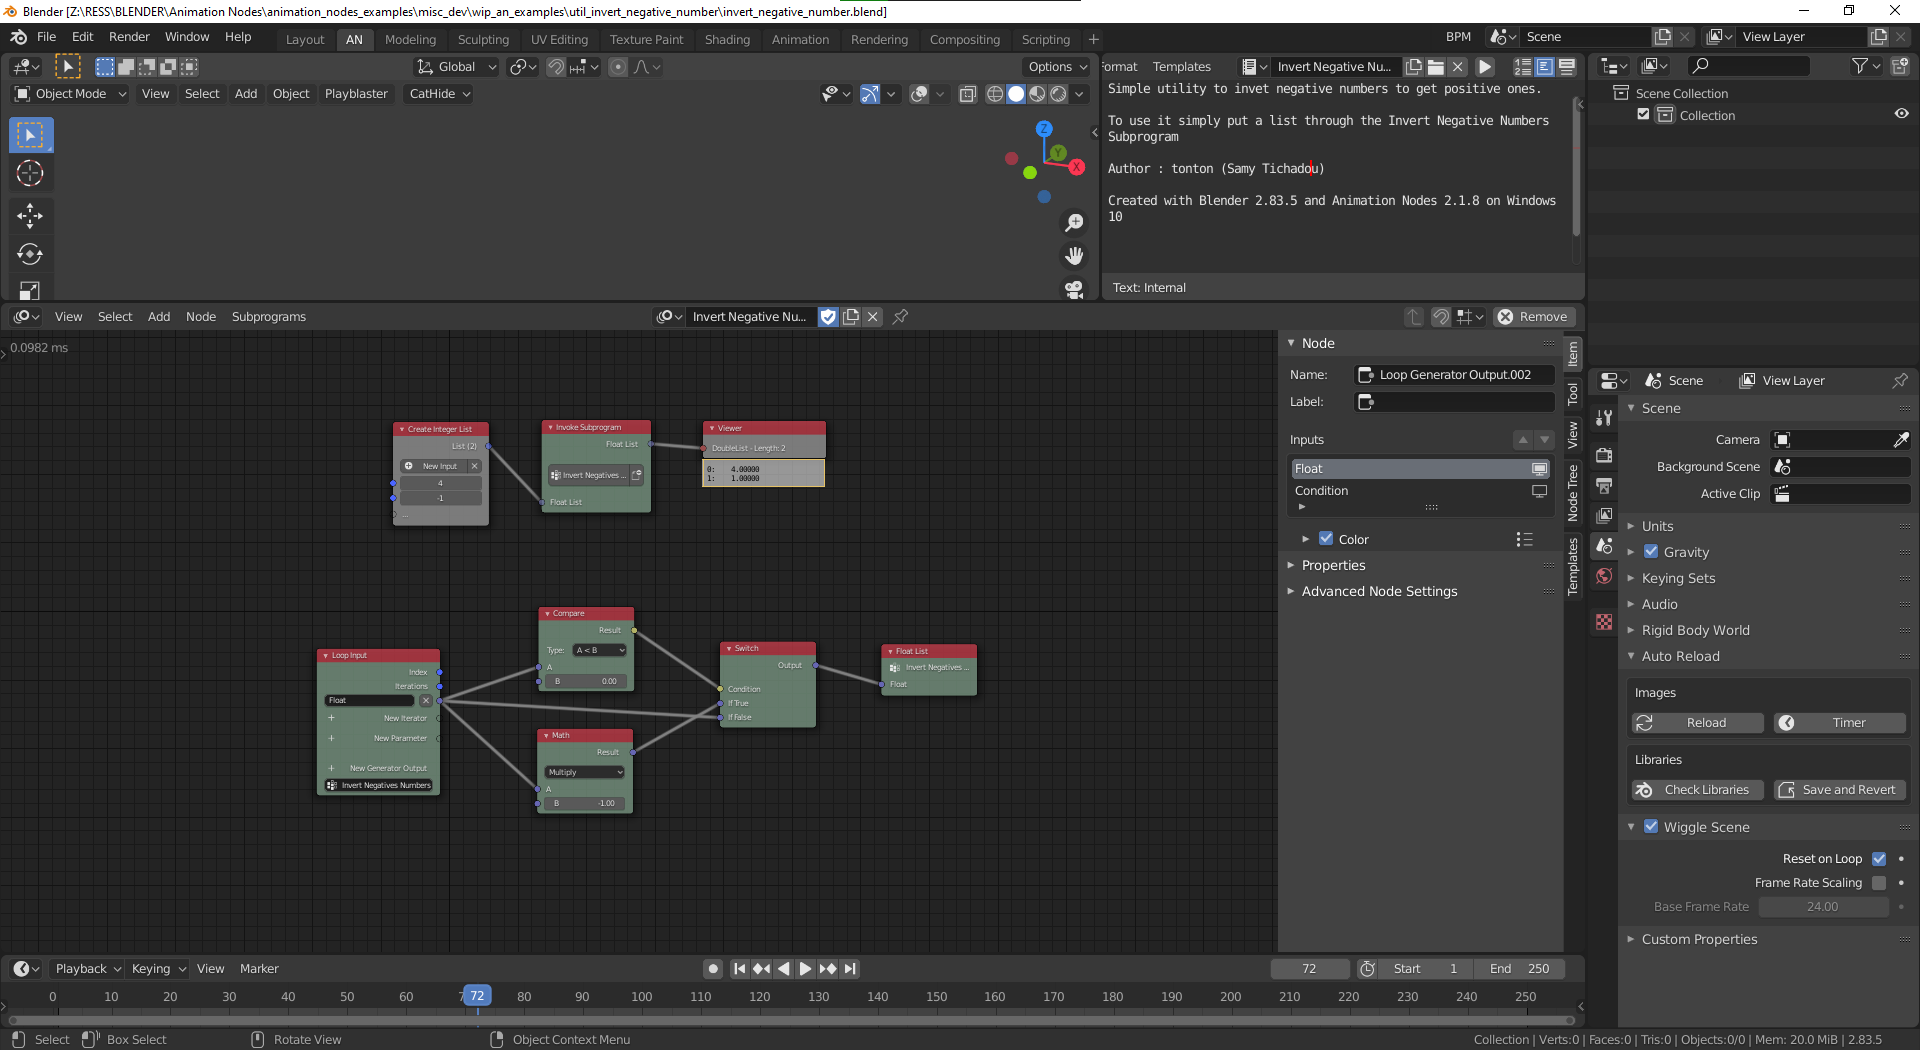 Blender [Z:\RESS\BLENDER\Animation Nodes\animation_nodes_examples\misc_dev\wip_an_examples\util_invert_negative_number\invert_negative_number.blend]
File Edit Render Window Help
Layout AN Modeling Sculpting UV Editing Texture Paint Shading Animation Rendering Compositing Scripting
BPM Scene View Layer
Global Options
Object Mode View Select Add Object Playblaster CatHide
Z
Y
X
ormat Templates Invert Negative Nu...
Simple utility to invet negative numbers to get positive ones.
To use it simply put a list through the Invert Negative Numbers
Subprogram
Author : tonton (Samy Tichadou)
Created with Blender 2.83.5 and Animation Nodes 2.1.8 on Windows
10
Text: Internal
Scene Collection
Collection
View Select Add Node Subprograms Invert Negative Nu... Remove
0.0982 ms
Create Integer List
List (2)
New Input
4
-1
...
Invoke Subprogram
Float List
Invert Negatives ...
Float List
Viewer
DoubleList - Length: 2
0: 4.00000
1: 1.00000
Loop Input
Index
Iterations
Float
New Iterator
New Parameter
New Generator Output
Invert Negatives Numbers
Compare
Result
Type: A < B
A
B 0.00
Math
Result
Multiply
A
B -1.00
Switch
Output
Condition
If True
If False
Float List
Invert Negatives ...
Float
Node
Name: Loop Generator Output.002
Label:
Inputs
Float
Condition
Color
Properties
Advanced Node Settings
Item
Tool
View
Node Tree
Templates
Scene View Layer
Scene
Camera
Background Scene
Active Clip
Units
Gravity
Keying Sets
Audio
Rigid Body World
Auto Reload
Images
Reload Timer
Libraries
Check Libraries Save and Revert
Wiggle Scene
Reset on Loop
Frame Rate Scaling
Base Frame Rate 24.00
Custom Properties
Playback Keying View Marker 72 Start 1 End 250
0 10 20 30 40 50 60 72 80 90 100 110 120 130 140 150 160 170 180 190 200 210 220 230 240 250
Select Box Select Rotate View Object Context Menu Collection | Verts:0 | Faces:0 | Tris:0 | Objects:0/0 | Mem: 20.0 MiB | 2.83.5